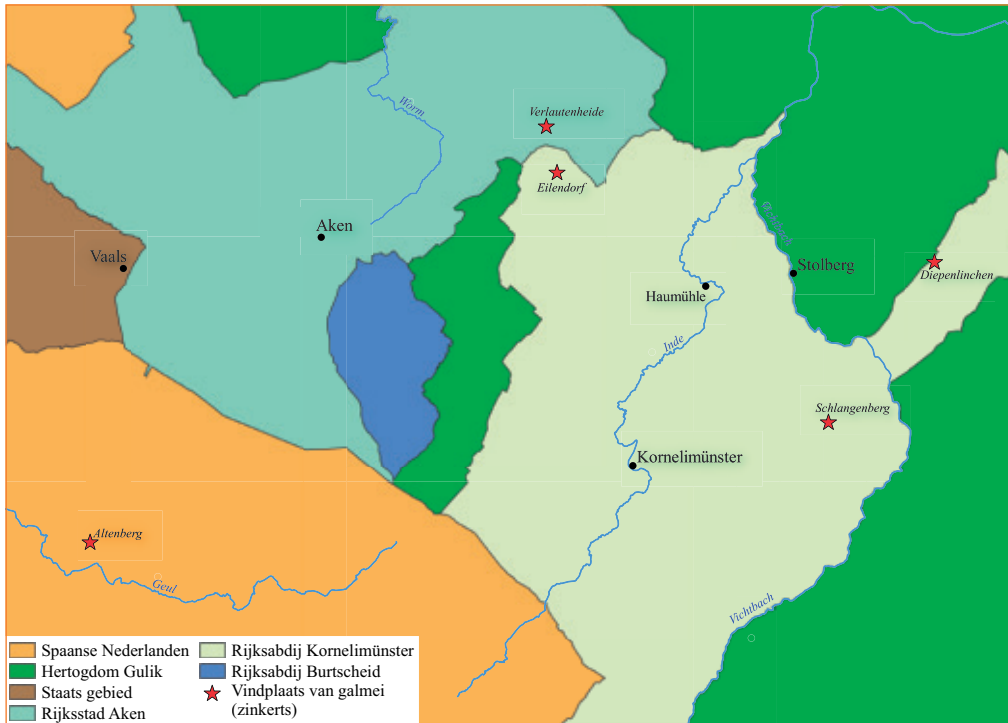 Worm
Verlautenheide
Eilendorf
Aken
Vaals
Stolberg
Diepenlinchen
Haumühle
Inde
Schlangenberg
Kornelimünster
Altenberg
Geul
Vichtbach
Spaanse Nederlanden
Hertogdom Gulik
Staats gebied
Rijksstad Aken
Rijksabdij Kornelimünster
Rijksabdij Burtscheid
Vindplaats van galmei
(zinkerts)